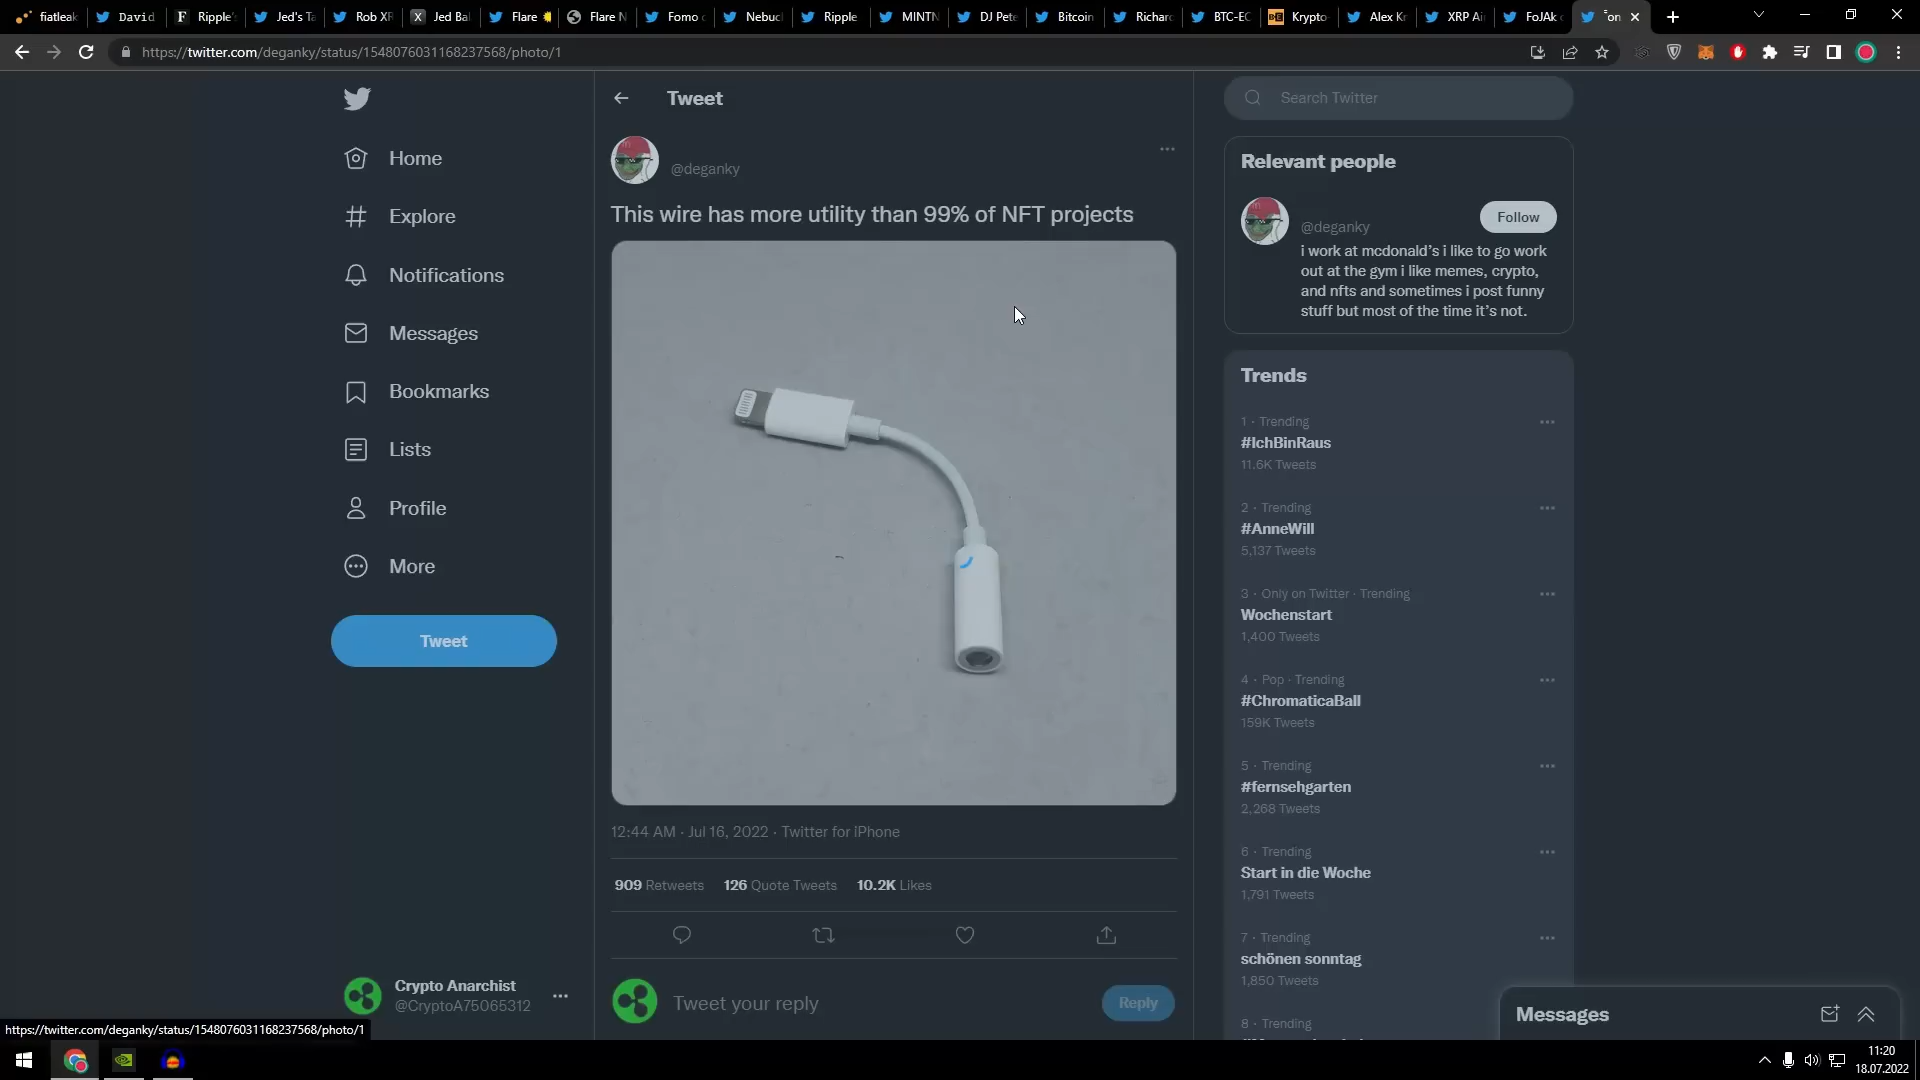 fiatleak
David
Ripple'
Jed's Ta
Rob XR
Jed Bal
Flare
Flare N
Fomo
Nebuc
Ripple
MINTN
DJ Pete
Bitcoin
Richard
BTC-EC
Krypto
Alex Kr
XRP Ai
FoJAk
on
https://twitter.com/deganky/status/1548076031168237568/photo/1
Home
Explore
Notifications
Messages
Bookmarks
Lists
Profile
More
Tweet
Crypto Anarchist
@CryptoA75065312
Tweet
@deganky
This wire has more utility than 99% of NFT projects
12:44 AM · Jul 16, 2022 · Twitter for iPhone
909 Retweets 126 Quote Tweets 10.2K Likes
Tweet your reply
Reply
Search Twitter
Relevant people
@deganky
Follow
i work at mcdonald's i like to go work
out at the gym i like memes, crypto,
and nfts and sometimes i post funny
stuff but most of the time it's not.
Trends
1 · Trending
#IchBinRaus
11.6K Tweets
2 · Trending
#AnneWill
5,137 Tweets
3 · Only on Twitter · Trending
Wochenstart
1,400 Tweets
4 · Pop · Trending
#ChromaticaBall
159K Tweets
5 · Trending
#fernsehgarten
2,268 Tweets
6 · Trending
Start in die Woche
1,791 Tweets
7 · Trending
schönen sonntag
1,850 Tweets
8 · Trending
Messages
https://twitter.com/deganky/status/1548076031168237568/photo/1
11:20
18.07.2022